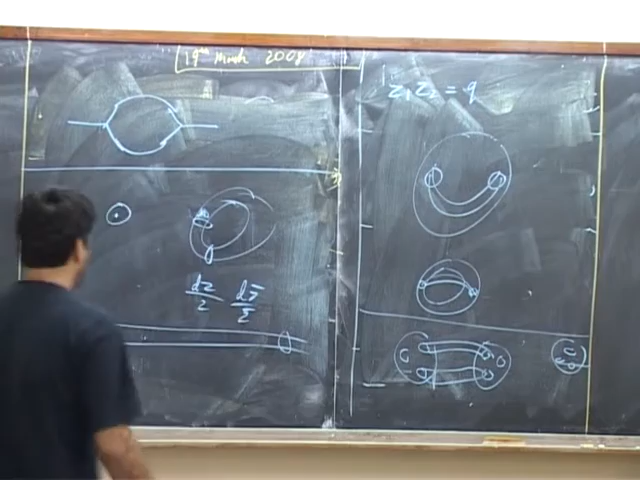 19th March 2008
z₁z₂ = q
dz/z dz̄/z̄